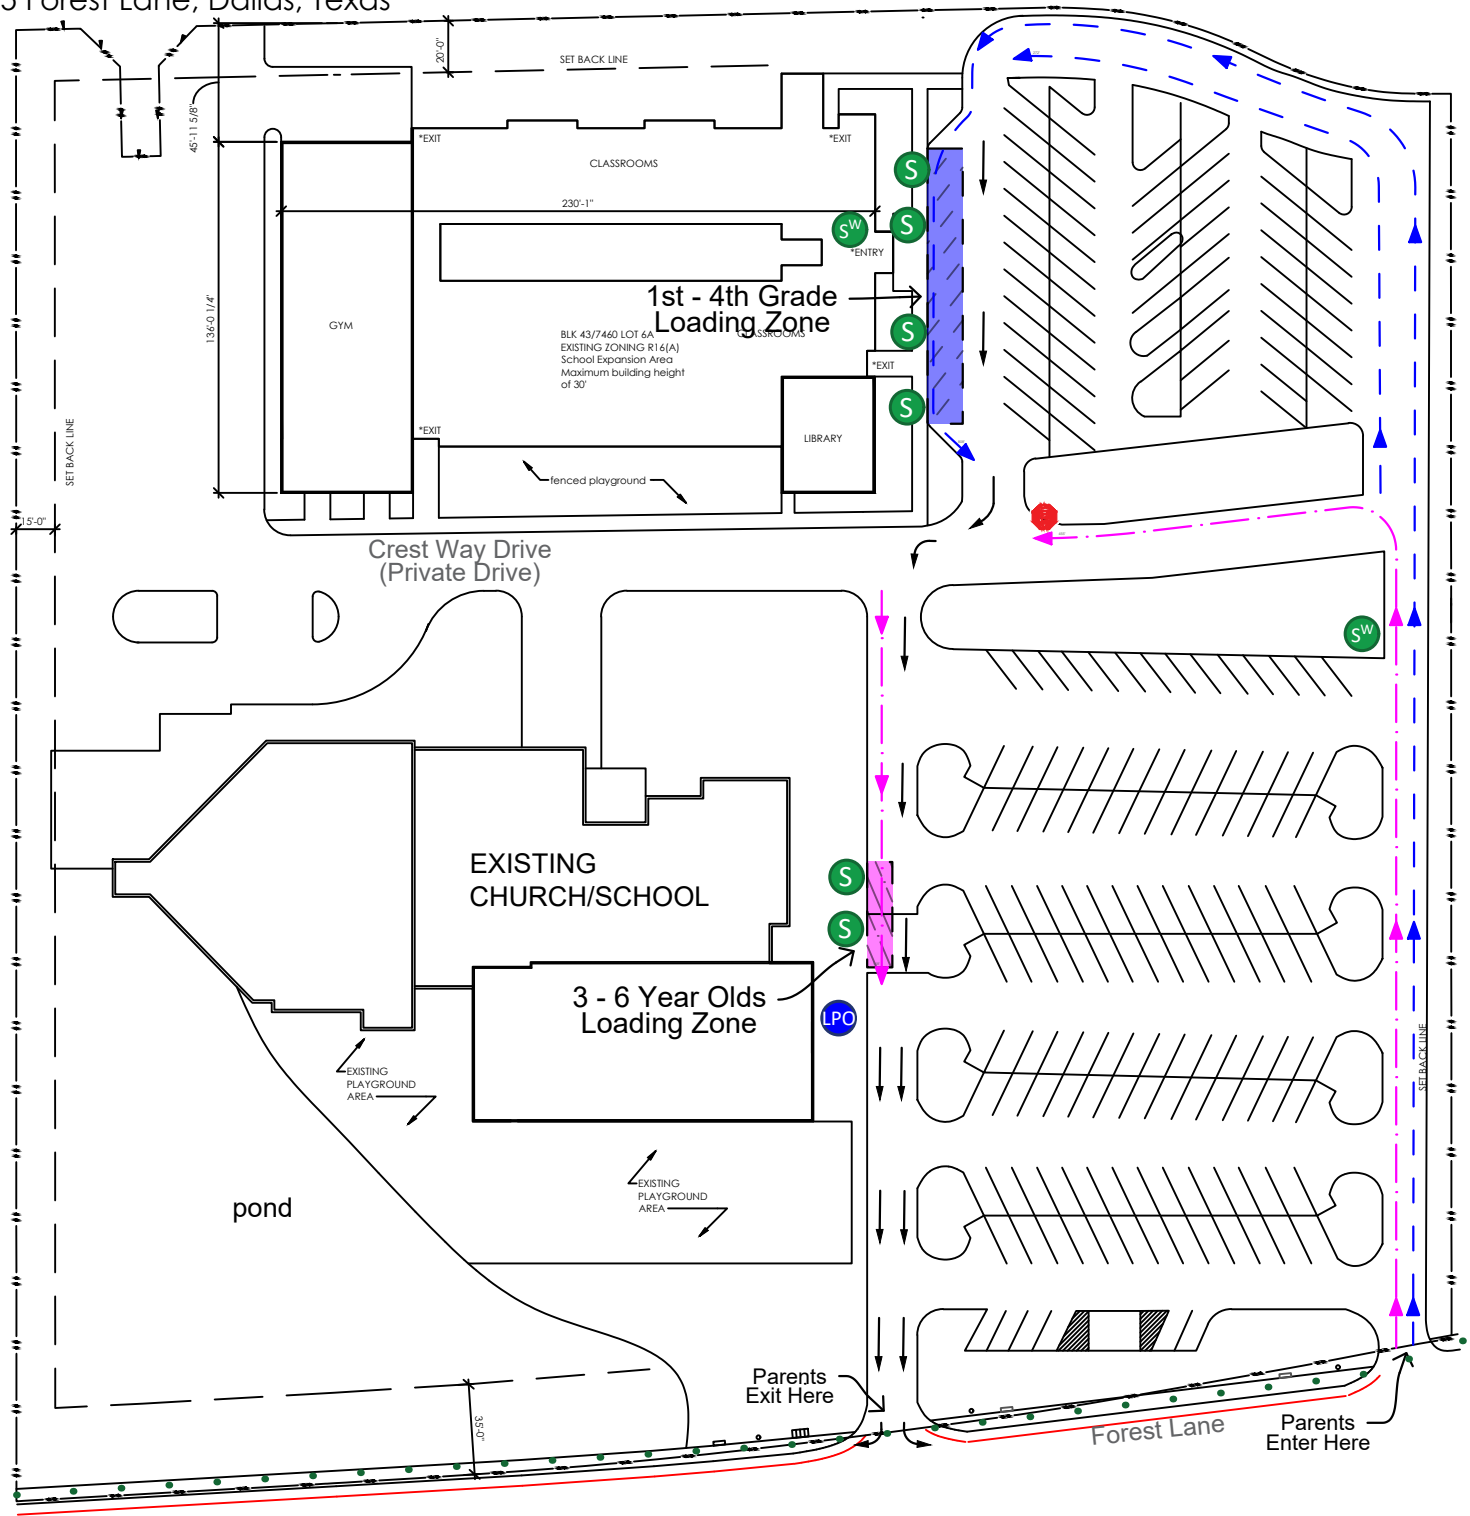 5 Forest Lane, Dallas, Texas
20'-0"
SET BACK LINE
45'-11 5/8"
*EXIT
*EXIT
CLASSROOMS
S
230'-1"
S
SW
*ENTRY
1st - 4th Grade
Loading Zone
136'-0 1/4"
GYM
BLK 43/7460 LOT 6A
EXISTING ZONING R16(A)
School Expansion Area
Maximum building height
of 30'
CLASSROOMS
S
*EXIT
S
*EXIT
LIBRARY
SET BACK LINE
fenced playground
15'-0"
Crest Way Drive
(Private Drive)
SW
EXISTING
CHURCH/SCHOOL
S
S
3 - 6 Year Olds
Loading Zone
LPO
SET BACK LINE
EXISTING
PLAYGROUND
AREA
EXISTING
PLAYGROUND
AREA
pond
Parents
Exit Here
35'-0"
Forest Lane
Parents
Enter Here